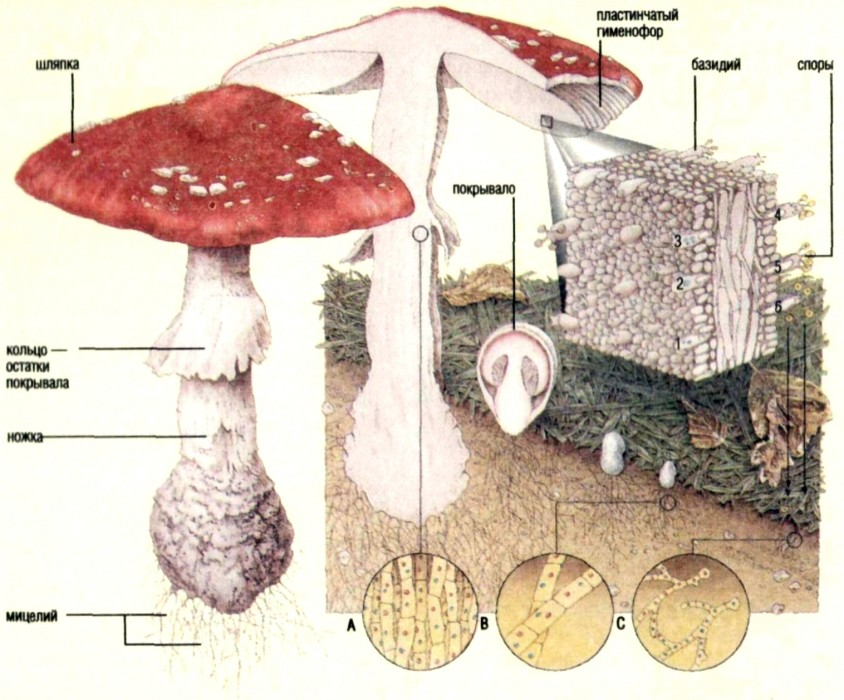 пластинчатый
гименофор
шляпка
базидий
споры
покрывало
4
3
5
2
6
1
кольцо
остатки
покрывала
ножка
мицелий
A
B
C